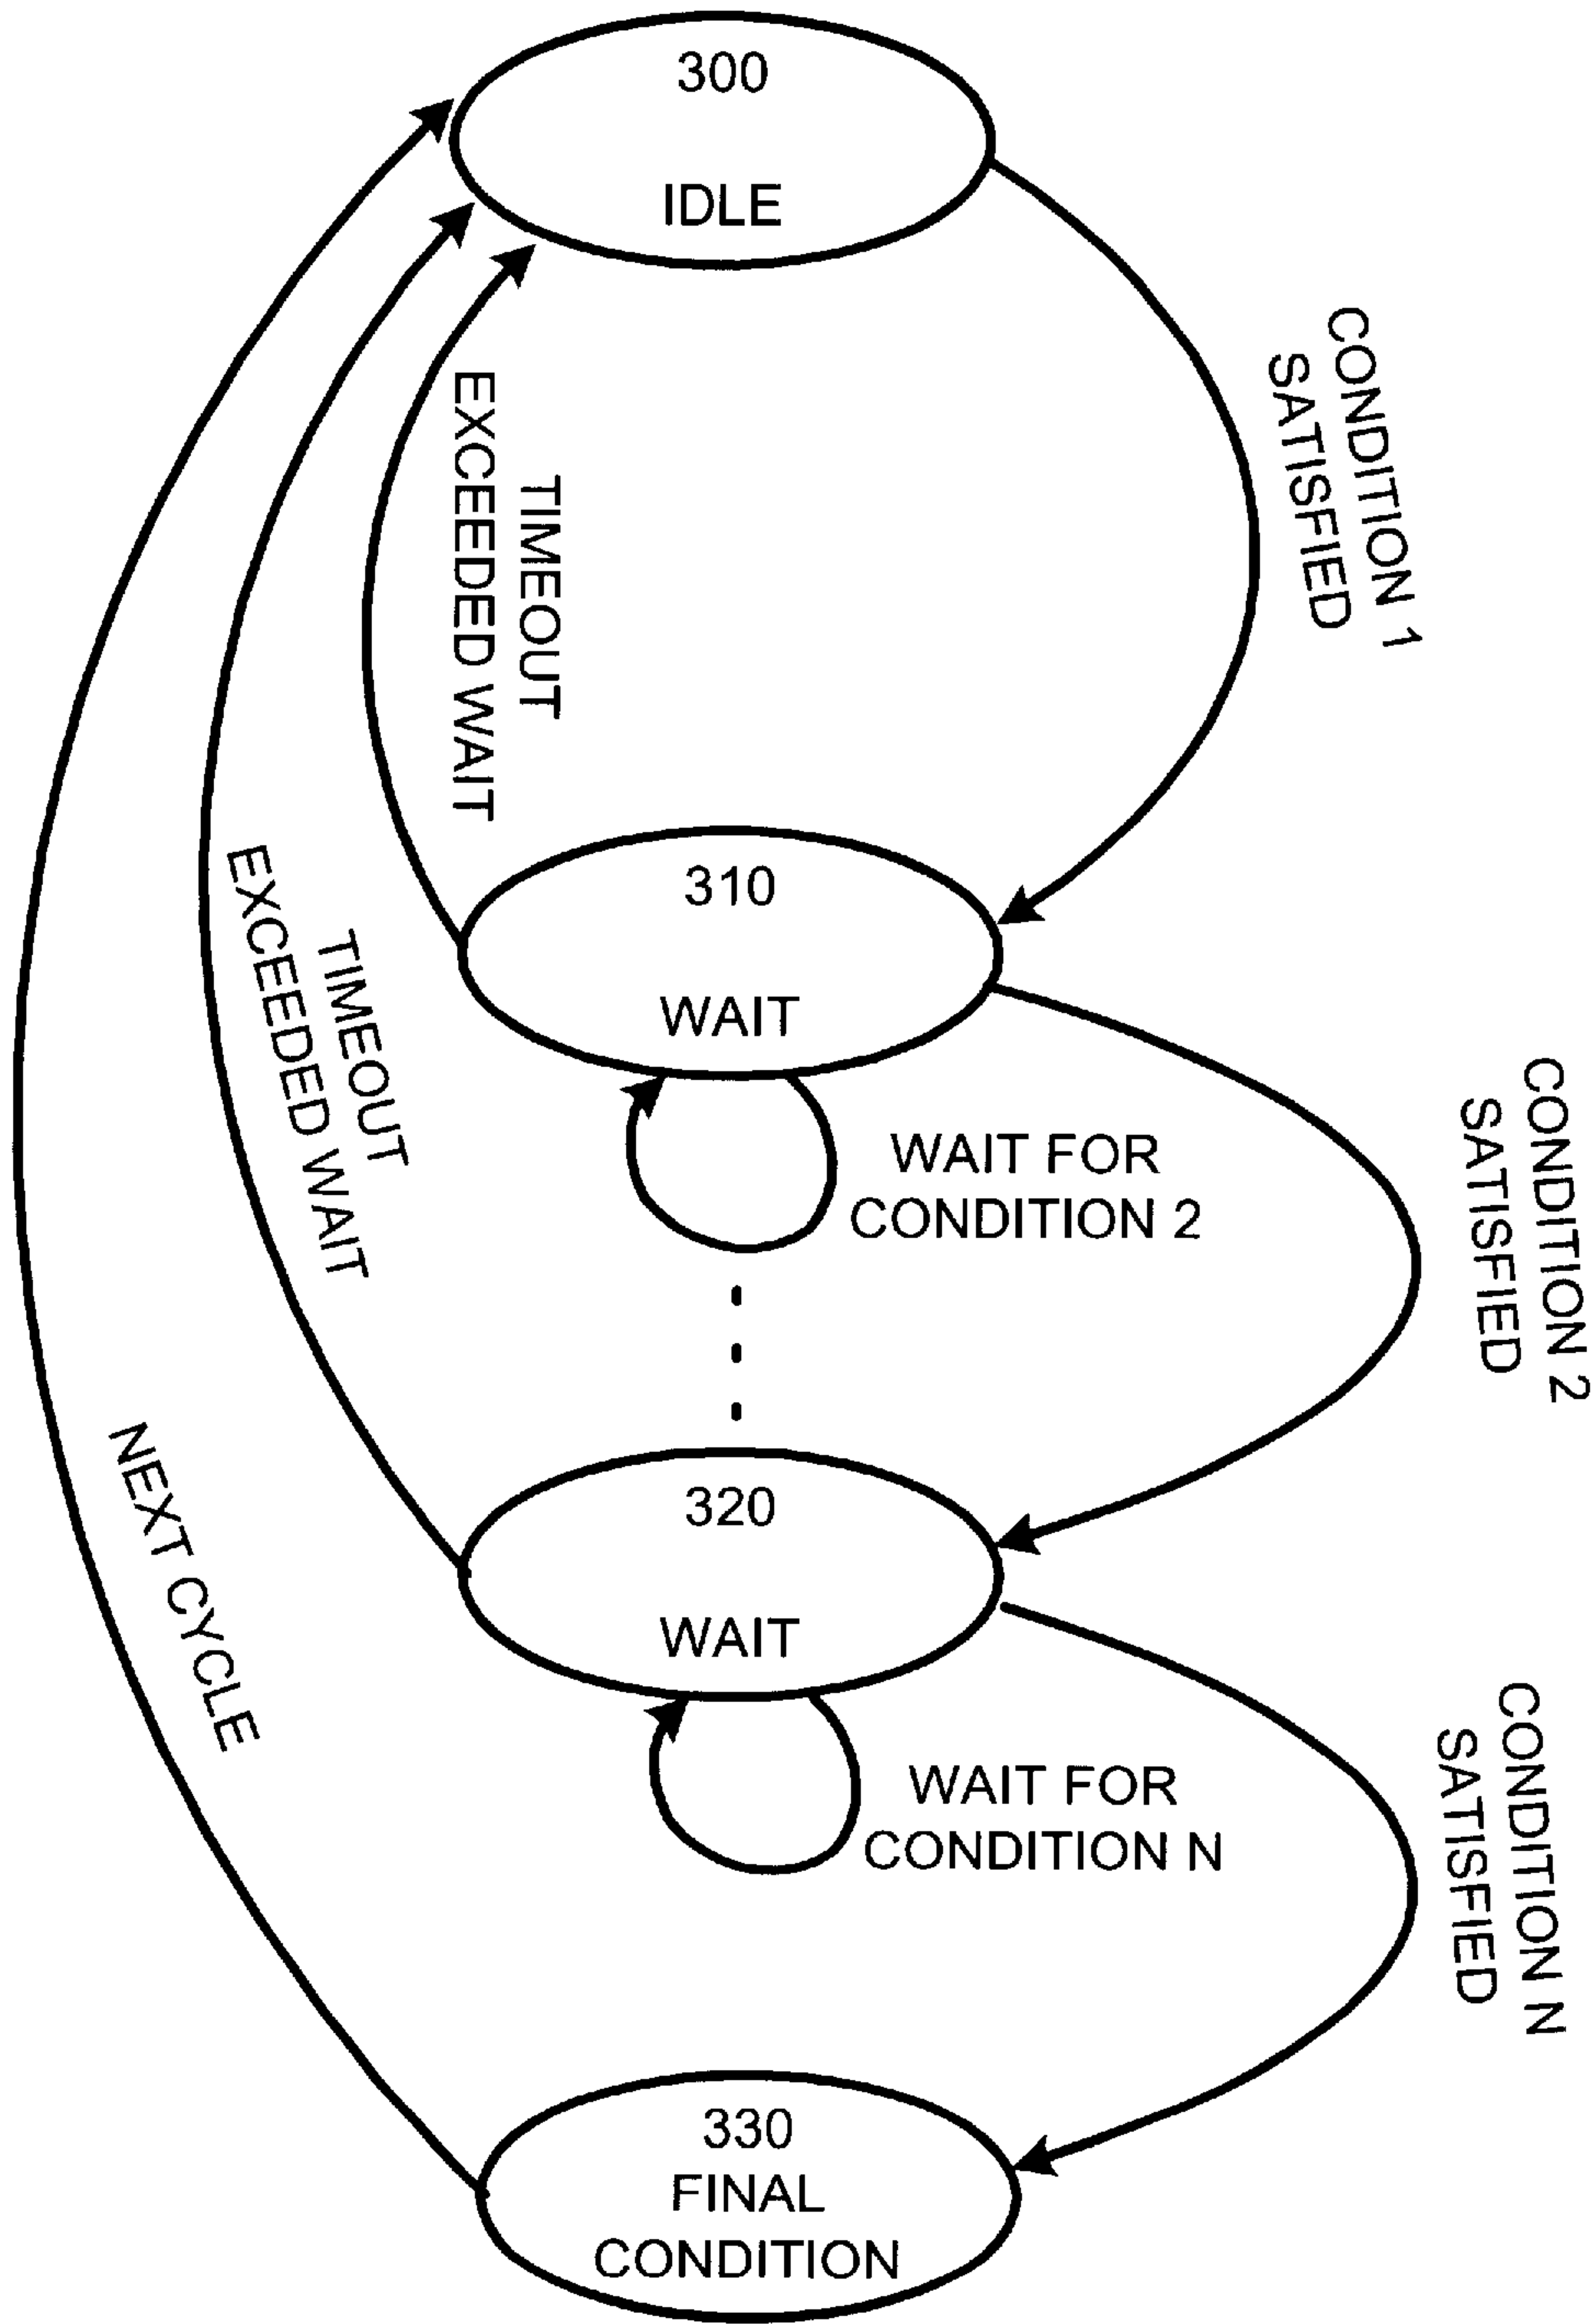 300
IDLE
CONDITION 1
SATISFIED
TIMEOUT
EXCEEDED WAIT
310
WAIT
WAIT FOR
CONDITION 2
CONDITION 2
SATISFIED
TIMEOUT
EXCEEDED WAIT
320
WAIT
WAIT FOR
CONDITION N
CONDITION N
SATISFIED
NEXT CYCLE
330
FINAL
CONDITION